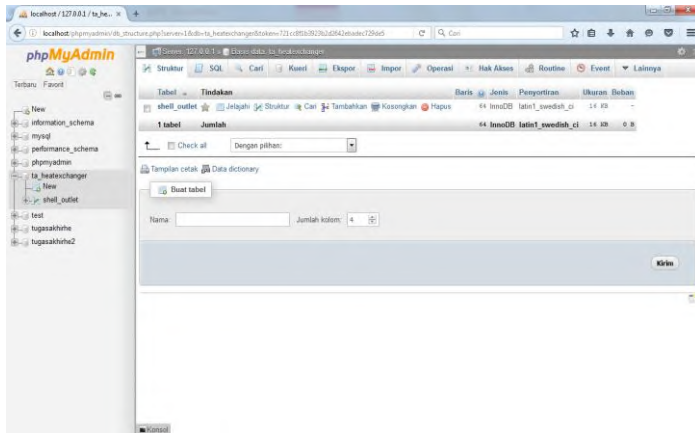 localhost / 127.0.0.1 / ta_he...
localhost/phpmyadmin/db_structure.php?server=1&db=ta_heatexchanger&token=
Cari
phpMyAdmin
Terbaru Favorit
New
information_schema
mysql
performance_schema
phpmyadmin
ta_heatexchanger
New
shell_outlet
test
tugasakhirhe
tugasakhirhe2
Server: 127.0.0.1 » Basis data: ta_heatexchanger
Struktur SQL Cari Kueri Ekspor Impor Operasi Hak Akses Routine Event Lainnya
Tabel Tindakan Baris Jenis Penyortiran Ukuran Beban
shell_outlet Jelajahi Struktur Cari Tambahkan Kosongkan Hapus 64 InnoDB latin1_swedish_ci 16 KB -
1 tabel Jumlah 64 InnoDB latin1_swedish_ci 16 KB 0 B
Check all Dengan pilihan:
Tampilan cetak Data dictionary
Buat tabel
Nama: Jumlah kolom: 4
Kirim
Konsol